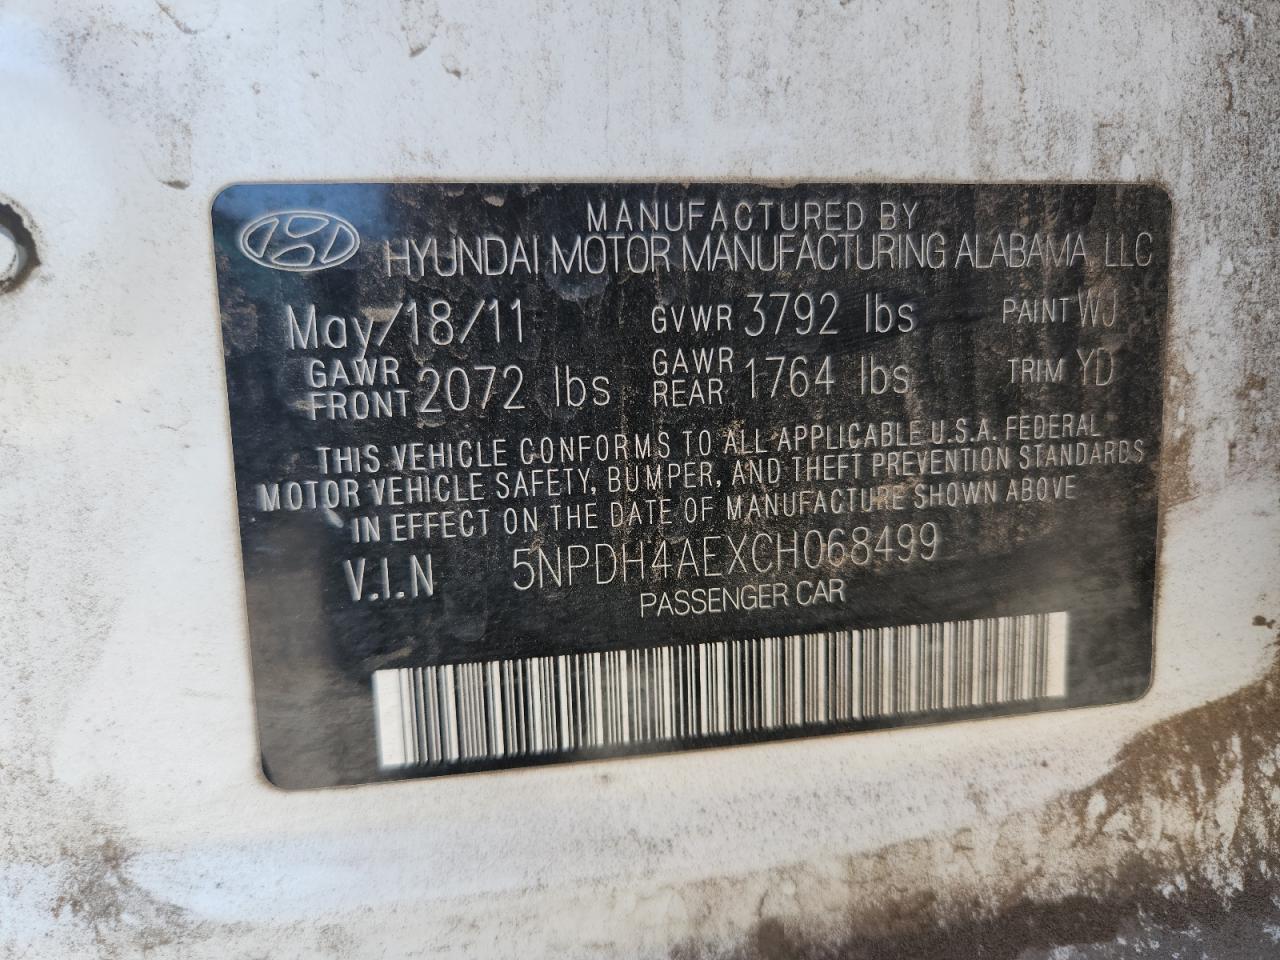 MANUFACTURED BY
HYUNDAI MOTOR MANUFACTURING ALABAMA, LLC
May/18/11 GVWR 3792 lbs PAINT WJ
GAWR FRONT 2072 lbs GAWR REAR 1764 lbs TRIM YD
THIS VEHICLE CONFORMS TO ALL APPLICABLE U.S.A. FEDERAL
MOTOR VEHICLE SAFETY, BUMPER, AND THEFT PREVENTION STANDARDS
IN EFFECT ON THE DATE OF MANUFACTURE SHOWN ABOVE
V.I.N 5NPDH4AEXCH068499
PASSENGER CAR